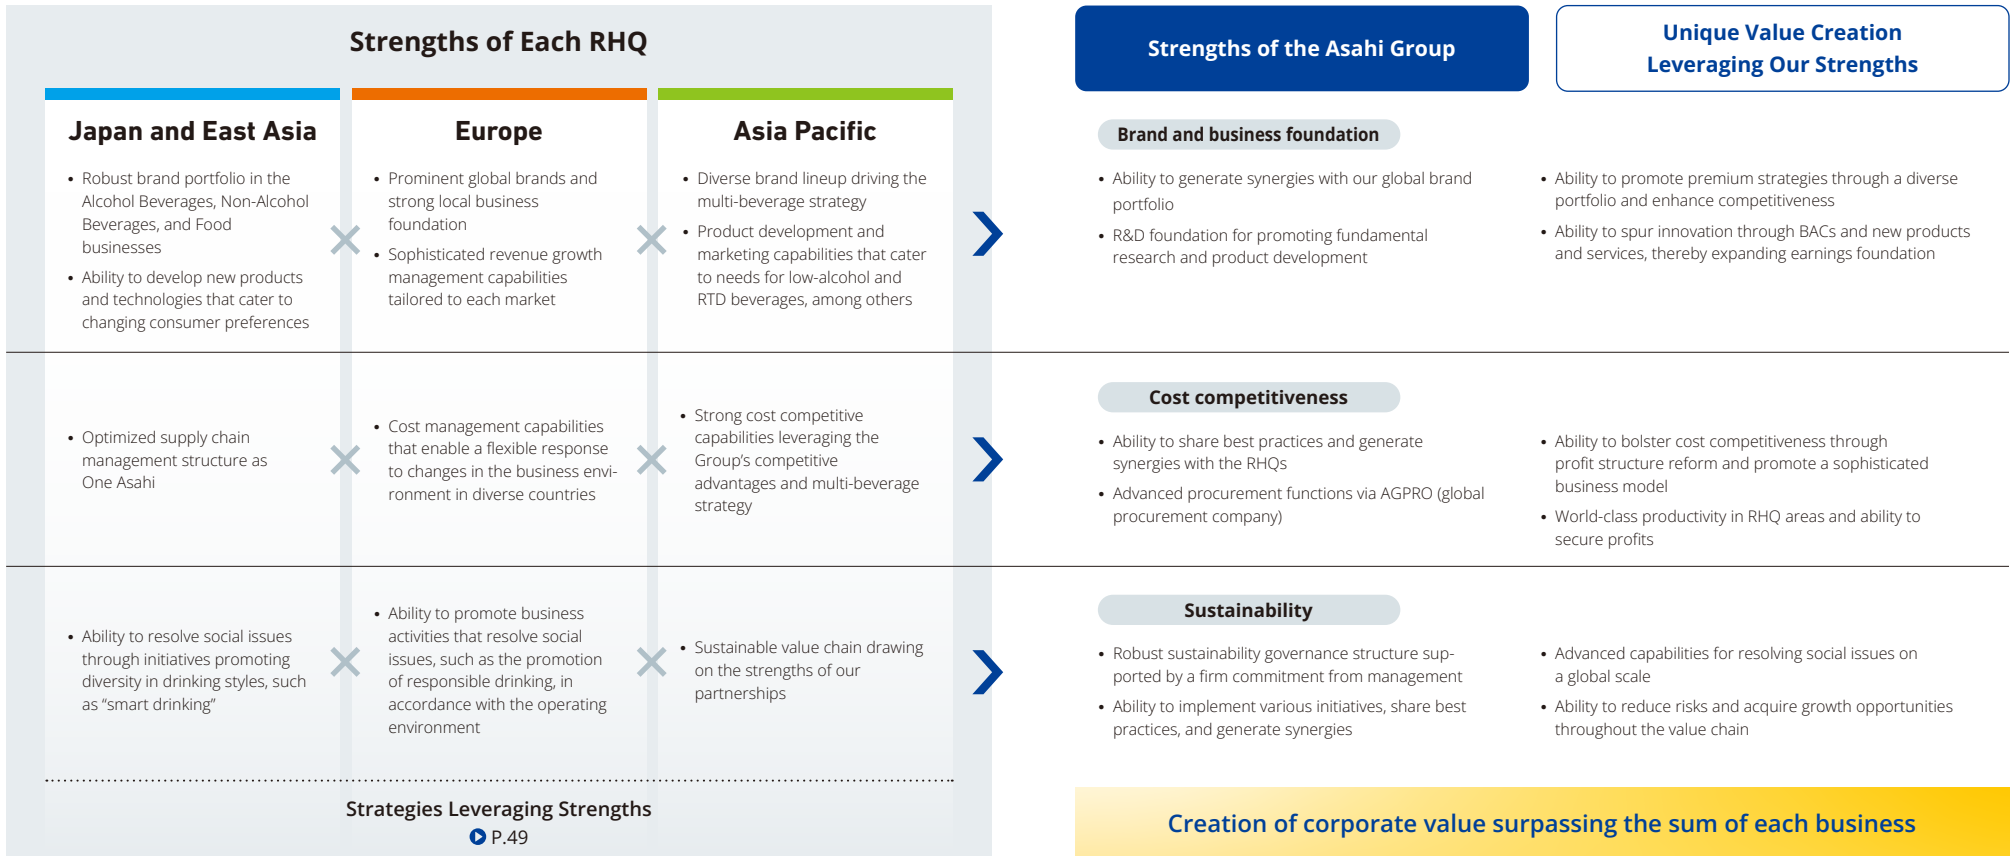 Strengths of Each RHQ
Japan and East Asia
• Robust brand portfolio in the
Alcohol Beverages, Non-Alcohol
Beverages, and Food
businesses
• Ability to develop new products
and technologies that cater to
changing consumer preferences
Europe
• Prominent global brands and
strong local business
foundation
• Sophisticated revenue growth
management capabilities
tailored to each market
Asia Pacific
• Diverse brand lineup driving the
multi-beverage strategy
• Product development and
marketing capabilities that cater
to needs for low-alcohol and
RTD beverages, among others
Strengths of the Asahi Group
Unique Value Creation
Leveraging Our Strengths
Brand and business foundation
• Ability to generate synergies with our global brand
portfolio
• R&D foundation for promoting fundamental
research and product development
• Ability to promote premium strategies through a diverse
portfolio and enhance competitiveness
• Ability to spur innovation through BACs and new products
and services, thereby expanding earnings foundation
• Optimized supply chain
management structure as
One Asahi
• Cost management capabilities
that enable a flexible response
to changes in the business envi-
ronment in diverse countries
• Strong cost competitive
capabilities leveraging the
Group's competitive
advantages and multi-beverage
strategy
Cost competitiveness
• Ability to share best practices and generate
synergies with the RHQs
• Advanced procurement functions via AGPRO (global
procurement company)
• Ability to bolster cost competitiveness through
profit structure reform and promote a sophisticated
business model
• World-class productivity in RHQ areas and ability to
secure profits
• Ability to resolve social issues
through initiatives promoting
diversity in drinking styles, such
as “smart drinking”
• Ability to promote business
activities that resolve social
issues, such as the promotion
of responsible drinking, in
accordance with the operating
environment
• Sustainable value chain drawing
on the strengths of our
partnerships
Sustainability
• Robust sustainability governance structure sup-
ported by a firm commitment from management
• Ability to implement various initiatives, share best
practices, and generate synergies
• Advanced capabilities for resolving social issues on
a global scale
• Ability to reduce risks and acquire growth opportunities
throughout the value chain
Strategies Leveraging Strengths
P.49
Creation of corporate value surpassing the sum of each business